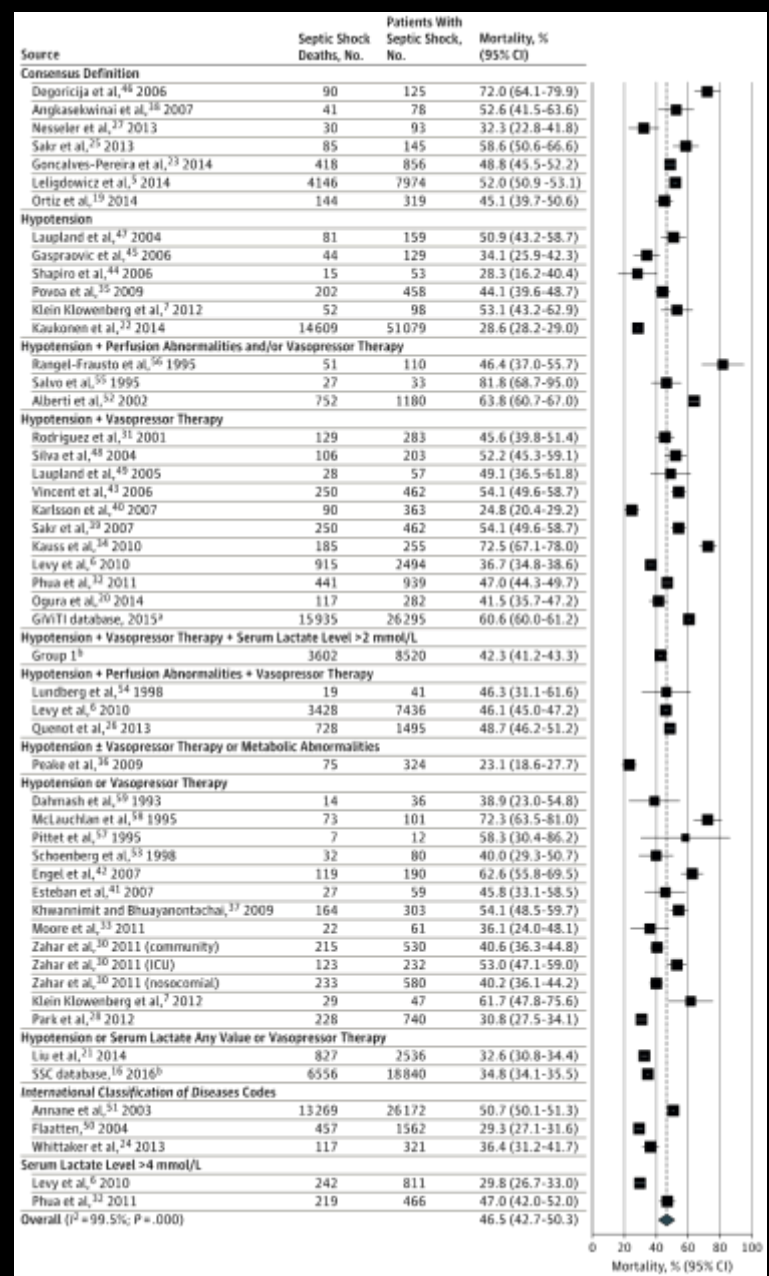 Source Septic Shock Deaths, No. Patients With Septic Shock, No. Mortality, % (95% CI)
Consensus Definition
Degoricija et al,46 2006 90 125 72.0 (64.1-79.9)
Angkasekwinai et al,38 2007 41 78 52.6 (41.5-63.6)
Nesseler et al,27 2013 30 93 32.3 (22.8-41.8)
Sakr et al,25 2013 85 145 58.6 (50.6-66.6)
Goncalves-Pereira et al,23 2014 418 856 48.8 (45.5-52.2)
Leligdowicz et al,5 2014 4146 7974 52.0 (50.9 -53.1)
Ortiz et al,19 2014 144 319 45.1 (39.7-50.6)
Hypotension
Laupland et al,47 2004 81 159 50.9 (43.2-58.7)
Gaspraovic et al,45 2006 44 129 34.1 (25.9-42.3)
Shapiro et al,44 2006 15 53 28.3 (16.2-40.4)
Povoa et al,35 2009 202 458 44.1 (39.6-48.7)
Klein Klowenberg et al,7 2012 52 98 53.1 (43.2-62.9)
Kaukonen et al,22 2014 14609 51079 28.6 (28.2-29.0)
Hypotension + Perfusion Abnormalities and/or Vasopressor Therapy
Rangel-Frausto et al,56 1995 51 110 46.4 (37.0-55.7)
Salvo et al,55 1995 27 33 81.8 (68.7-95.0)
Alberti et al,52 2002 752 1180 63.8 (60.7-67.0)
Hypotension + Vasopressor Therapy
Rodriguez et al,31 2001 129 283 45.6 (39.8-51.4)
Silva et al,48 2004 106 203 52.2 (45.3-59.1)
Laupland et al,49 2005 28 57 49.1 (36.5-61.8)
Vincent et al,43 2006 250 462 54.1 (49.6-58.7)
Karlsson et al,40 2007 90 363 24.8 (20.4-29.2)
Sakr et al,39 2007 250 462 54.1 (49.6-58.7)
Kauss et al,34 2010 185 255 72.5 (67.1-78.0)
Levy et al,6 2010 915 2494 36.7 (34.8-38.6)
Phua et al,32 2011 441 939 47.0 (44.3-49.7)
Ogura et al,20 2014 117 282 41.5 (35.7-47.2)
GiViTI database, 2015a 15935 26295 60.6 (60.0-61.2)
Hypotension + Vasopressor Therapy + Serum Lactate Level >2 mmol/L
Group 1b 3602 8520 42.3 (41.2-43.3)
Hypotension + Perfusion Abnormalities + Vasopressor Therapy
Lundberg et al,54 1998 19 41 46.3 (31.1-61.6)
Levy et al,6 2010 3428 7436 46.1 (45.0-47.2)
Quenot et al,26 2013 728 1495 48.7 (46.2-51.2)
Hypotension ± Vasopressor Therapy or Metabolic Abnormalities
Peake et al,36 2009 75 324 23.1 (18.6-27.7)
Hypotension or Vasopressor Therapy
Dahmash et al,59 1993 14 36 38.9 (23.0-54.8)
McLauchlan et al,58 1995 73 101 72.3 (63.5-81.0)
Pittet et al,57 1995 7 12 58.3 (30.4-86.2)
Schoenberg et al,53 1998 32 80 40.0 (29.3-50.7)
Engel et al,42 2007 119 190 62.6 (55.8-69.5)
Esteban et al,41 2007 27 59 45.8 (33.1-58.5)
Khwannimit and Bhuayanontachai,37 2009 164 303 54.1 (48.5-59.7)
Moore et al,33 2011 22 61 36.1 (24.0-48.1)
Zahar et al,30 2011 (community) 215 530 40.6 (36.3-44.8)
Zahar et al,30 2011 (ICU) 123 232 53.0 (47.1-59.0)
Zahar et al,30 2011 (nosocomial) 233 580 40.2 (36.1-44.2)
Klein Klowenberg et al,7 2012 29 47 61.7 (47.8-75.6)
Park et al,28 2012 228 740 30.8 (27.5-34.1)
Hypotension or Serum Lactate Any Value or Vasopressor Therapy
Liu et al,21 2014 827 2536 32.6 (30.8-34.4)
SSC database,16 2016b 6556 18840 34.8 (34.1-35.5)
International Classification of Diseases Codes
Annane et al,51 2003 13269 26172 50.7 (50.1-51.3)
Flaatten,50 2004 457 1562 29.3 (27.1-31.6)
Whittaker et al,24 2013 117 321 36.4 (31.2-41.7)
Serum Lactate Level >4 mmol/L
Levy et al,6 2010 242 811 29.8 (26.7-33.0)
Phua et al,32 2011 219 466 47.0 (42.0-52.0)
Overall (I2 = 99.5%; P = .000) 46.5 (42.7-50.3)
0 20 40 60 80 100
Mortality, % (95% CI)